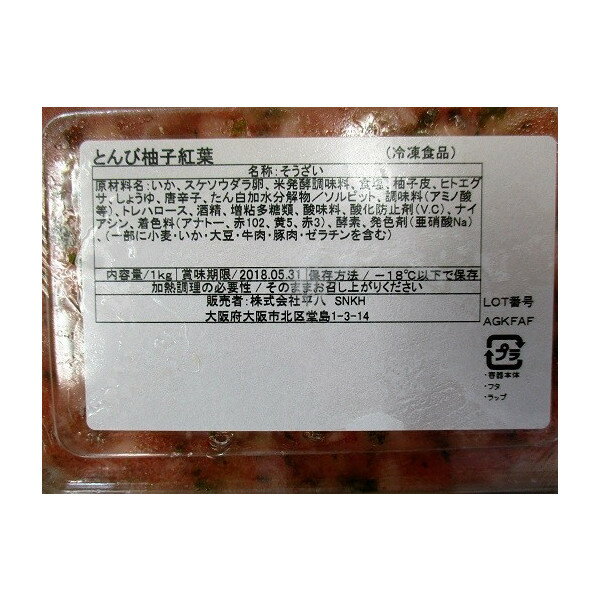 とんび柚子紅葉 （冷凍食品）
名称：そうざい
原材料名：いか、スケソウダラ卵、米発酵調味料、食塩、柚子皮、ヒトエグ
サ、しょうゆ、唐辛子、たん白加水分解物／ソルビット、調味料（アミノ酸
等）、トレハロース、酒精、増粘多糖類、酸味料、酸化防止剤（V.C）、ナイ
アシン、着色料（アナトー、赤102、黄5、赤3）、酵素、発色剤（亜硝酸Na）
、（一部に小麦・いか・大豆・牛肉・豚肉・ゼラチンを含む）
内容量/1kg 賞味期限/2018.05.31 保存方法 / －18℃以下で保存
加熱調理の必要性 / そのままお召し上がりください
販売者：株式会社平八 SNKH
大阪府大阪市北区堂島1-3-14
LOT番号
AGKFAF
プラ
・容器本体
・フタ
・ラップ